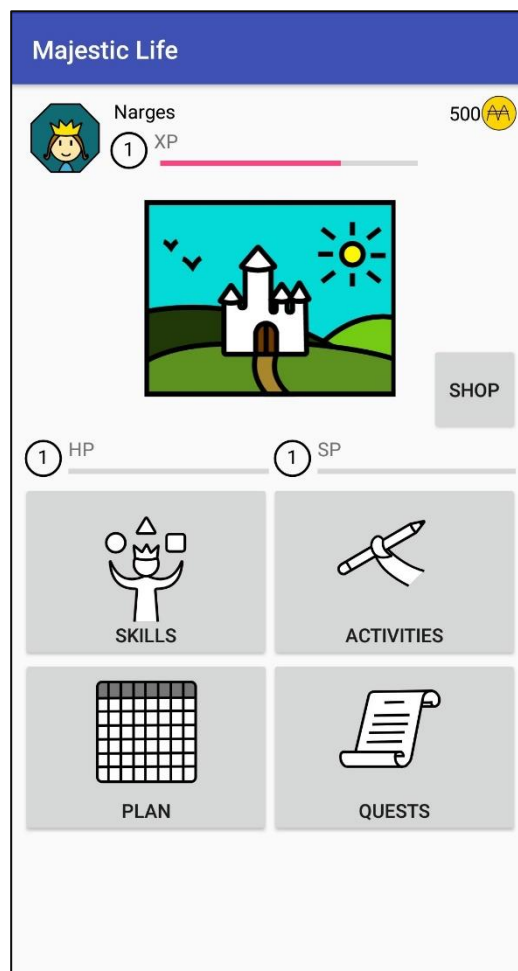 Majestic Life
Narges
500
1 XP
SHOP
1 HP
1 SP
SKILLS
ACTIVITIES
PLAN
QUESTS